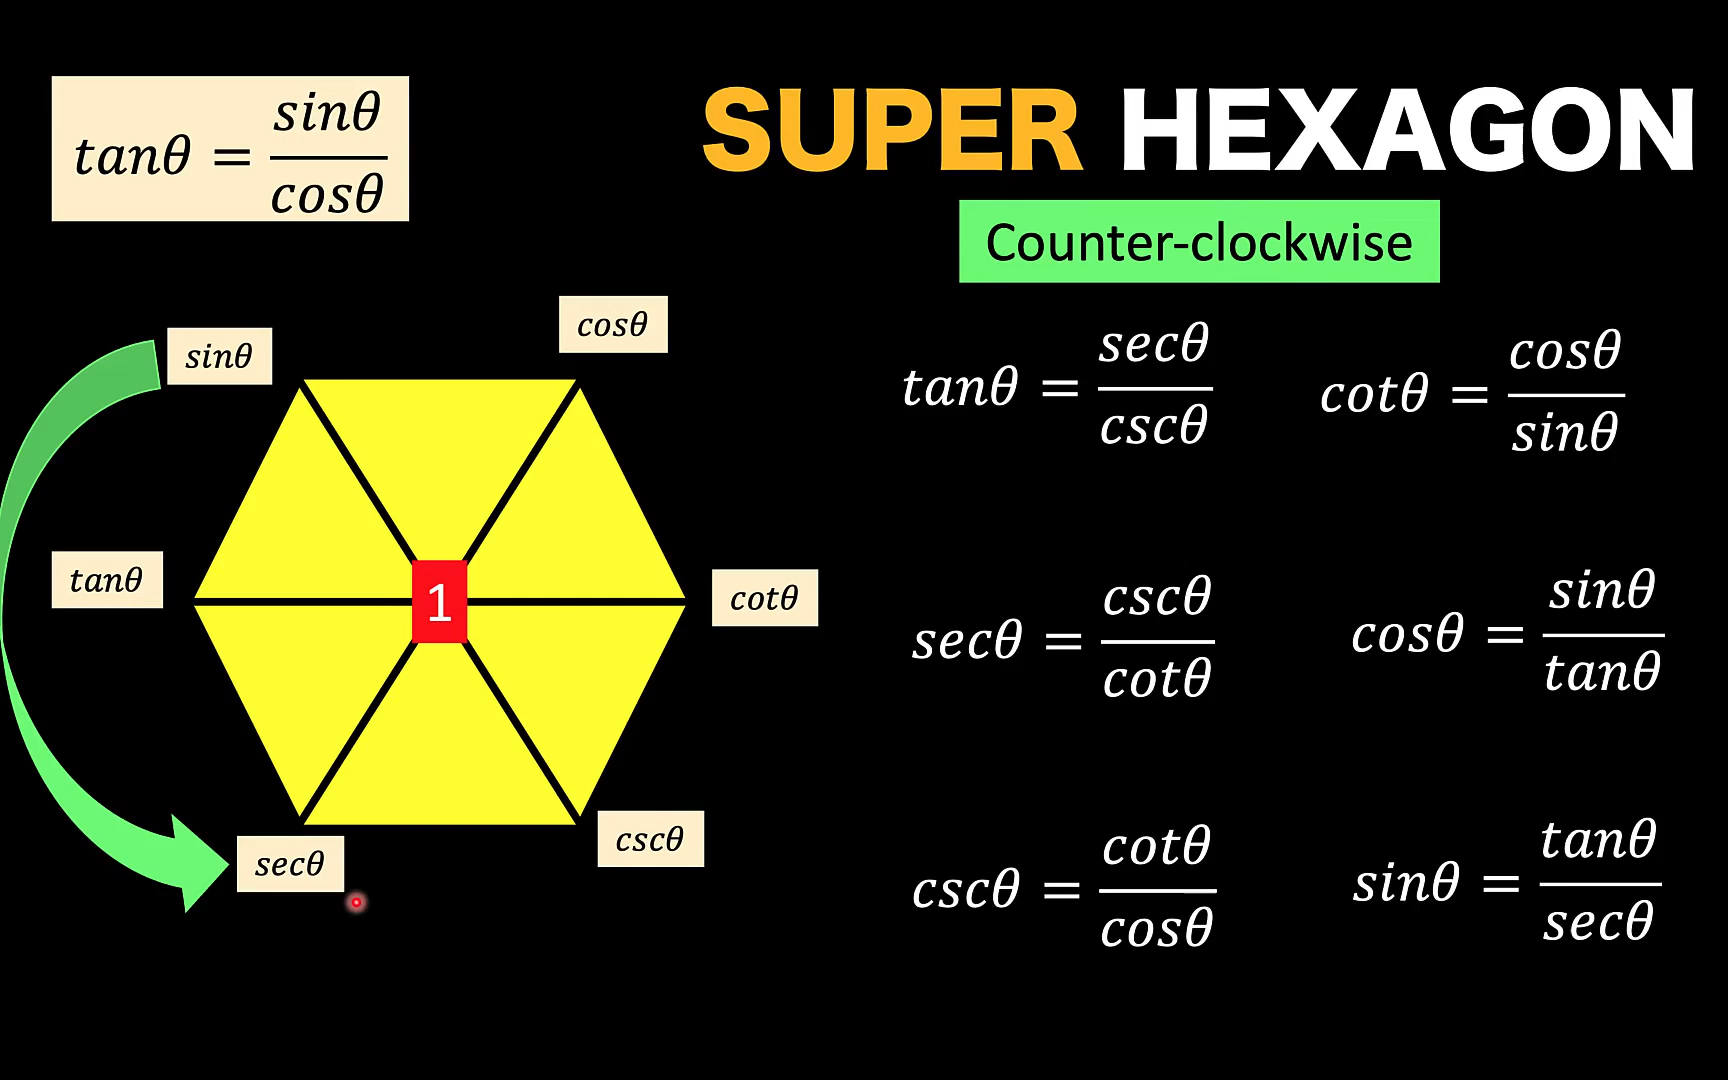 tanθ = sinθ / cosθ
SUPER HEXAGON
Counter-clockwise
sinθ
cosθ
tanθ
1
cotθ
secθ
cscθ
tanθ = secθ / cscθ
cotθ = cosθ / sinθ
secθ = cscθ / cotθ
cosθ = sinθ / tanθ
cscθ = cotθ / cosθ
sinθ = tanθ / secθ